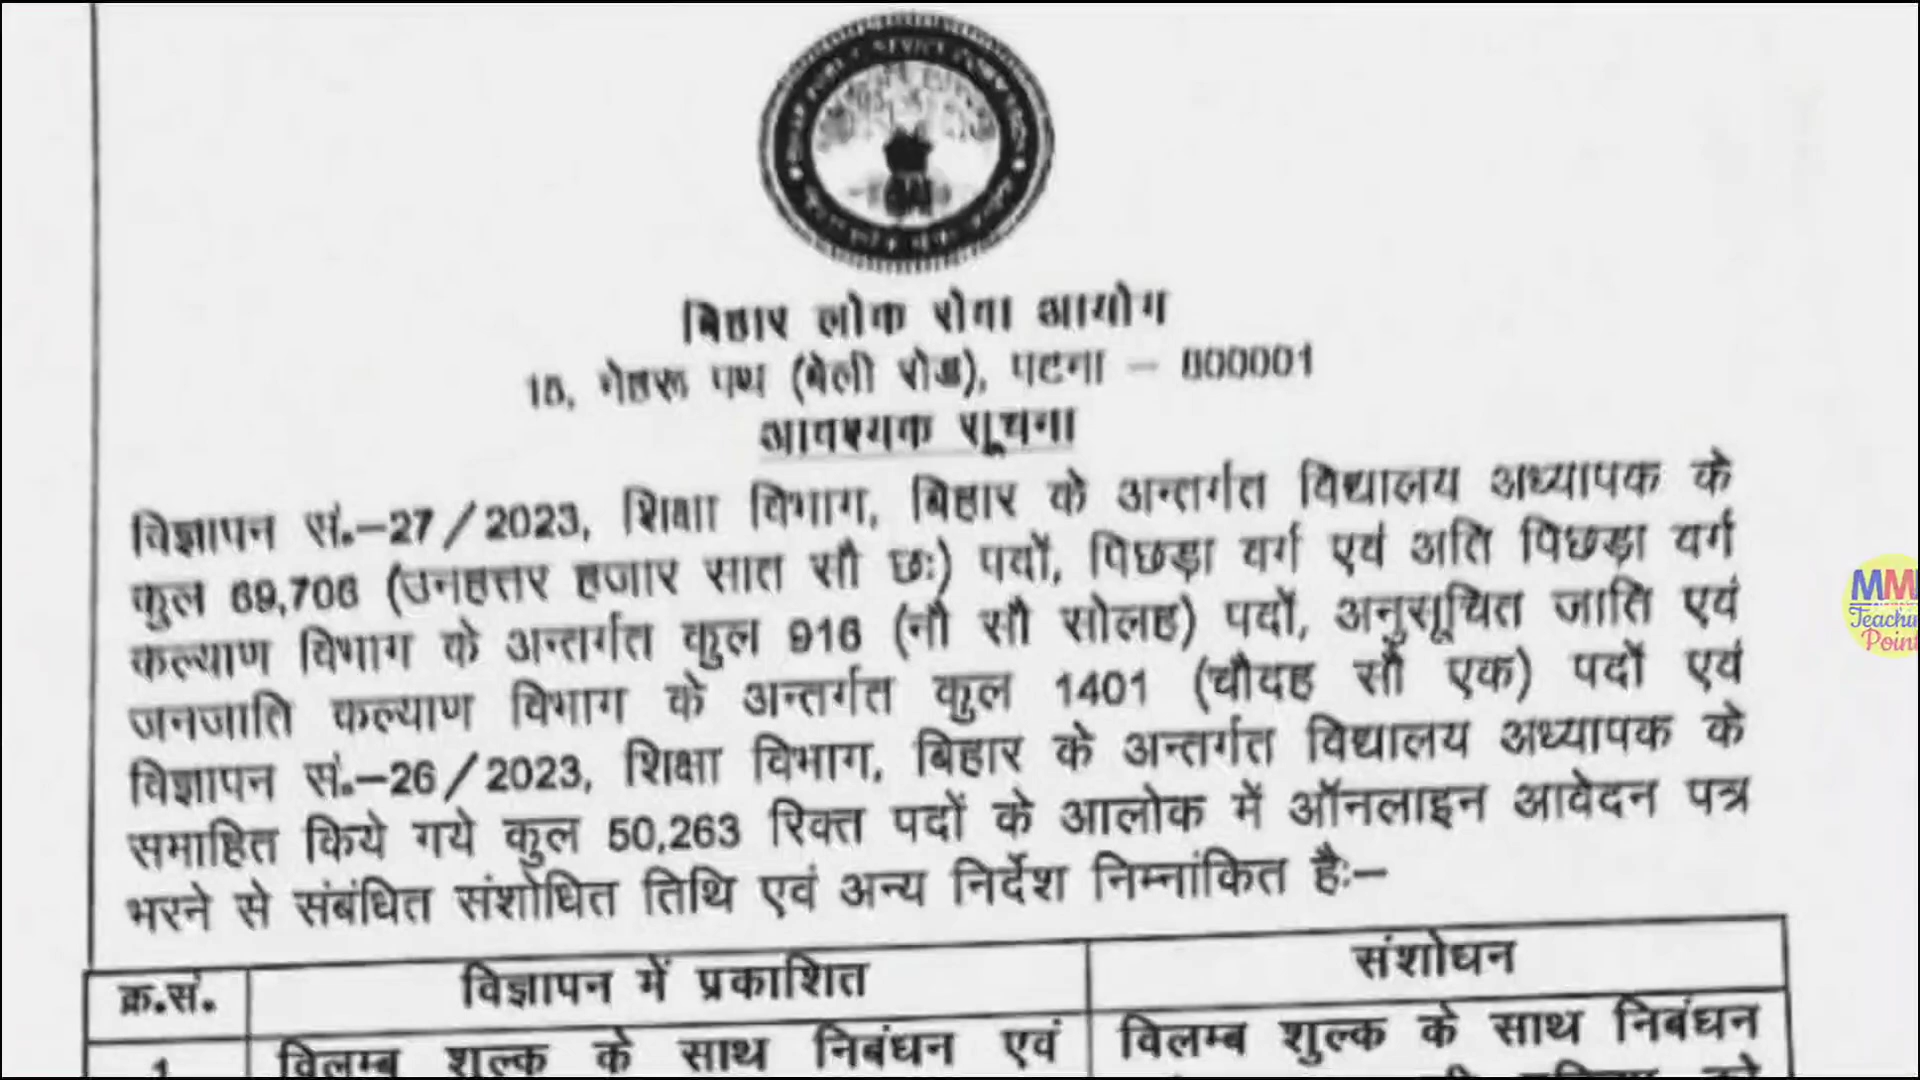 बिहार लोक सेवा आयोग
15, नेहरू पथ (बेली रोड), पटना – 800001
आवश्यक सूचना
विज्ञापन सं.–27/2023, शिक्षा विभाग, बिहार के अन्तर्गत विद्यालय अध्यापक के
कुल 69,706 (उनहत्तर हजार सात सौ छः) पदों, पिछड़ा वर्ग एवं अति पिछड़ा वर्ग
कल्याण विभाग के अन्तर्गत कुल 916 (नौ सौ सोलह) पदों, अनुसूचित जाति एवं
जनजाति कल्याण विभाग के अन्तर्गत कुल 1401 (चौदह सौ एक) पदों एवं
विज्ञापन सं.–26/2023, शिक्षा विभाग, बिहार के अन्तर्गत विद्यालय अध्यापक के
समाहित किये गये कुल 50,263 रिक्त पदों के आलोक में ऑनलाइन आवेदन पत्र
भरने से संबंधित संशोधित तिथि एवं अन्य निर्देश निम्नांकित हैः–
क्र.सं. विज्ञापन में प्रकाशित संशोधन
1 विलम्ब शुल्क के साथ निबंधन एवं विलम्ब शुल्क के साथ निबंधन
MM
Teachin
Point